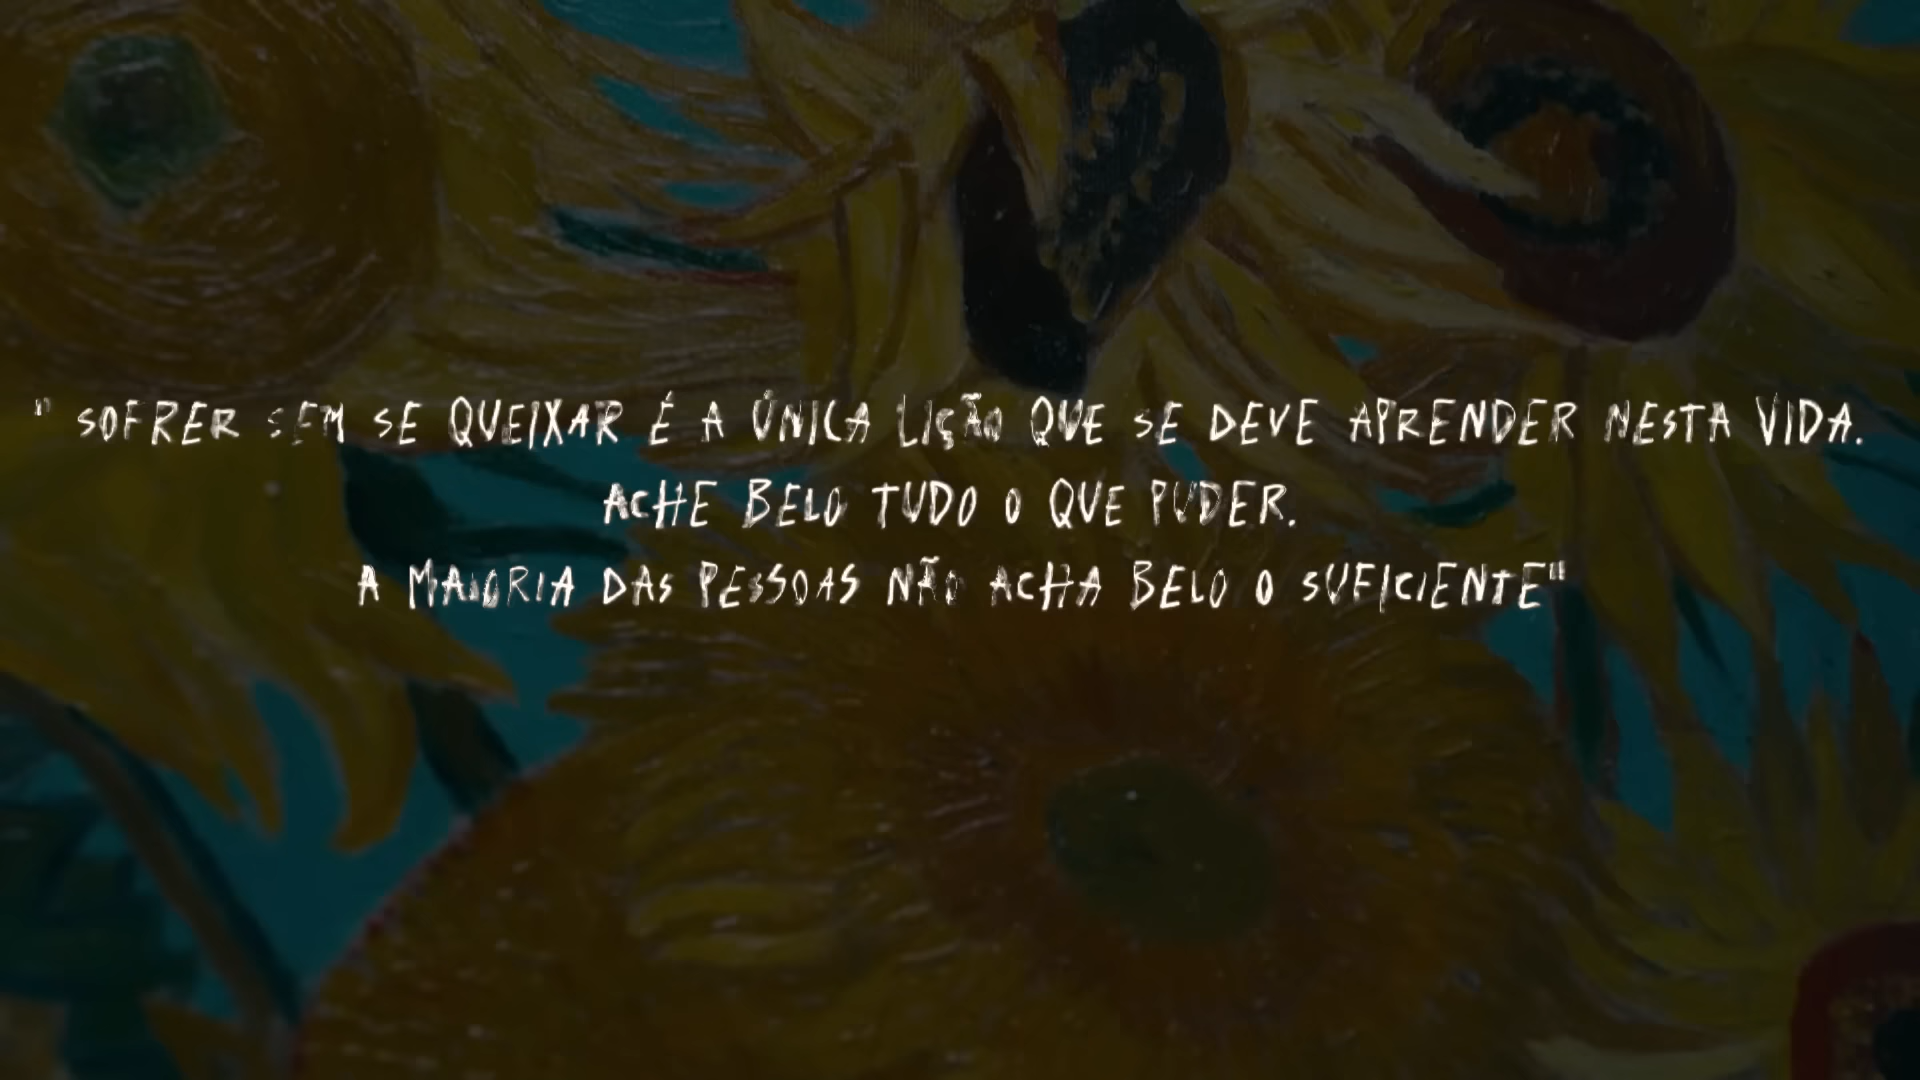 " SOFRER SEM SE QUEIXAR É A ÚNICA LIÇÃO QUE SE DEVE APRENDER NESTA VIDA.
ACHE BELO TUDO O QUE PUDER.
A MAIORIA DAS PESSOAS NÃO ACHA BELO O SUFICIENTE"